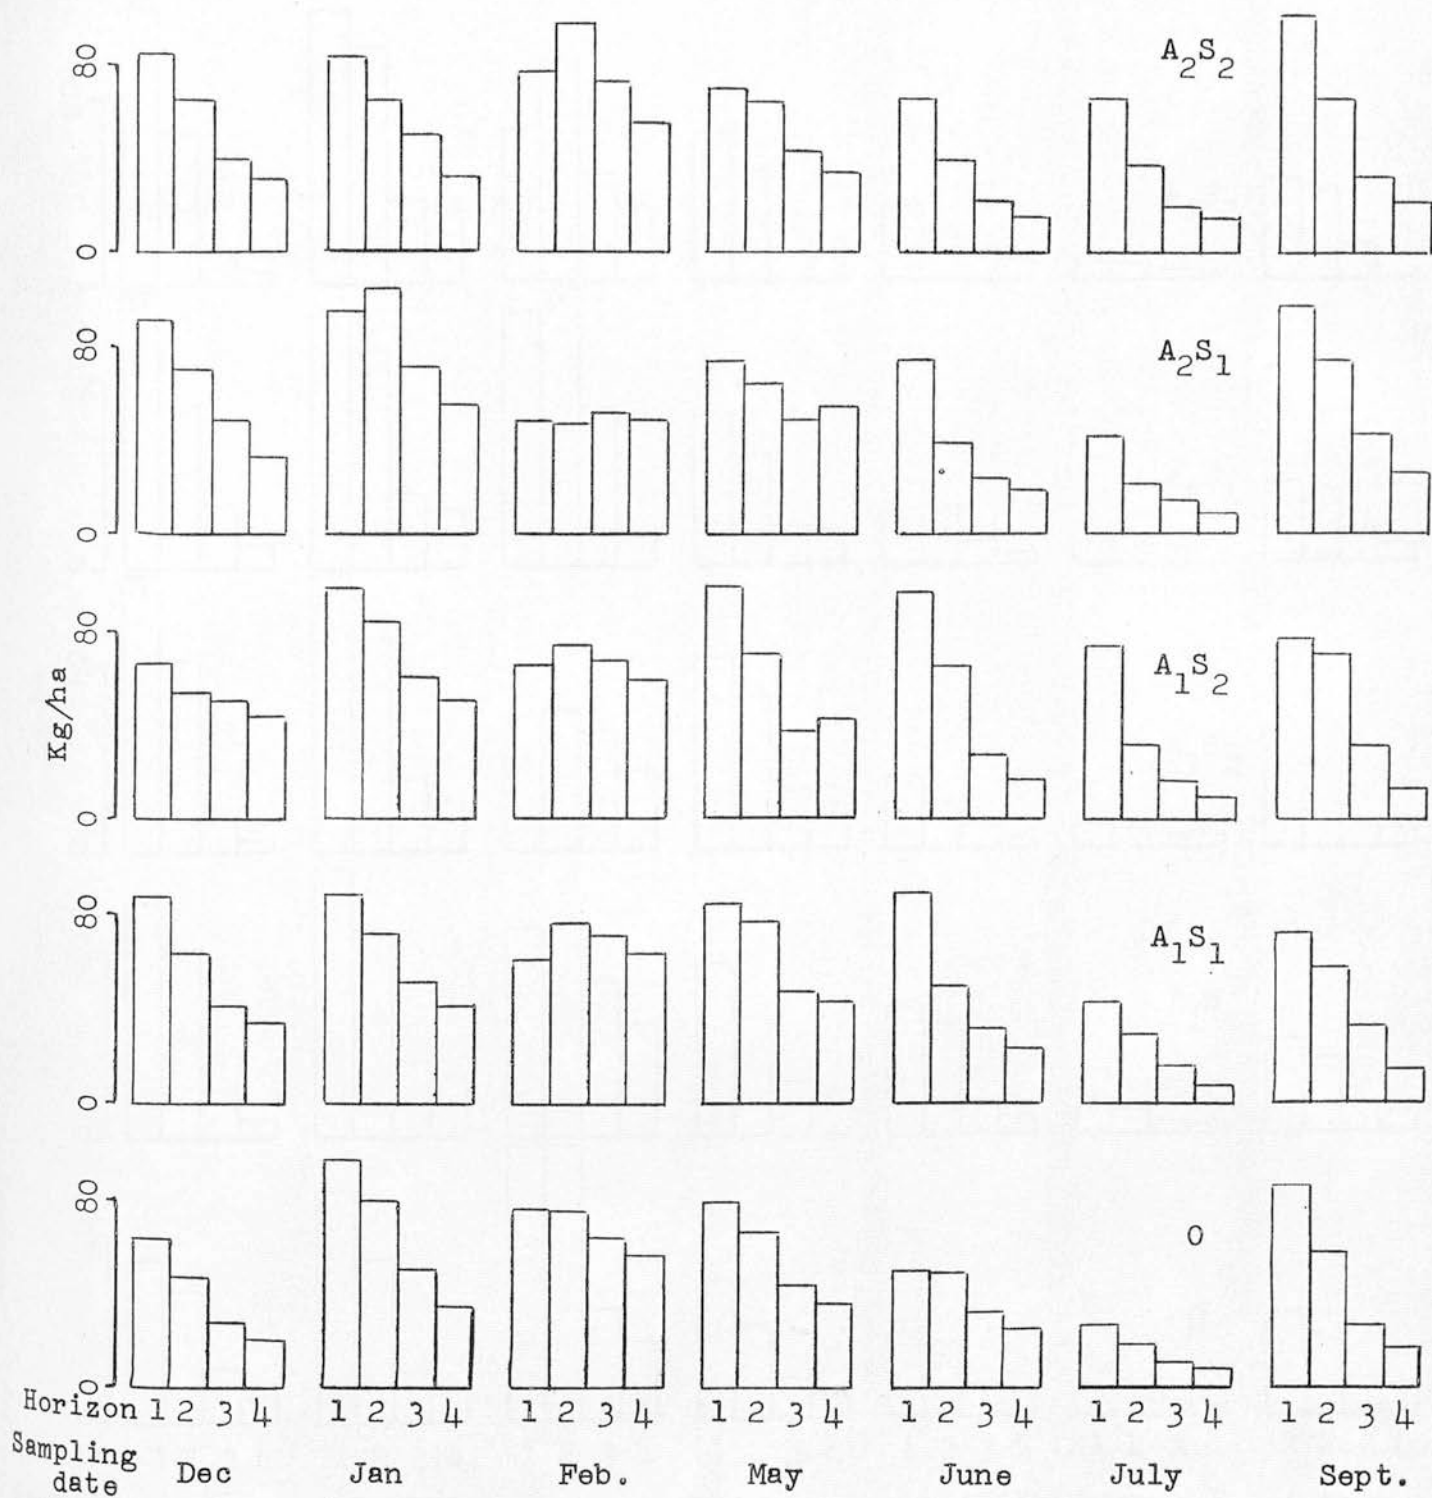 80
A₂S₂
0
80
A₂S₁
0
80
A₁S₂
Kg/ha
0
80
A₁S₁
0
80
O
0
Horizon 1 2 3 4 1 2 3 4 1 2 3 4 1 2 3 4 1 2 3 4 1 2 3 4 1 2 3 4
Sampling
date Dec Jan Feb. May June July Sept.